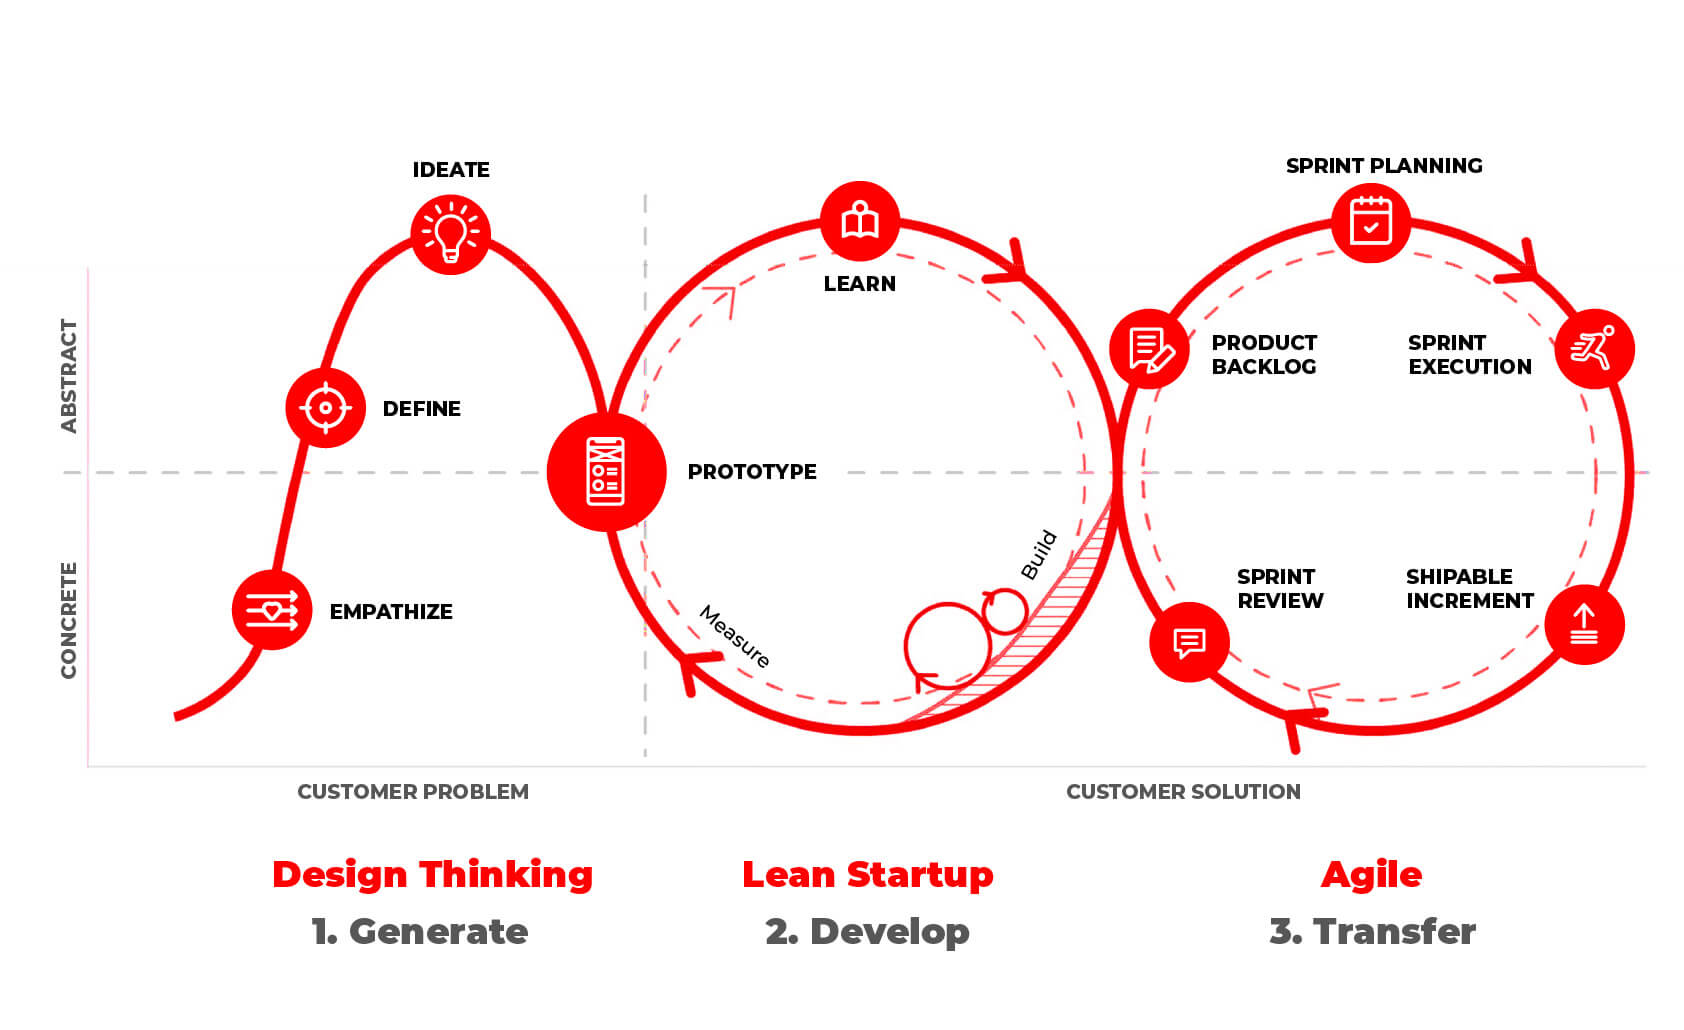 IDEATE
DEFINE
EMPATHIZE
PROTOTYPE
LEARN
Build
Measure
SPRINT PLANNING
PRODUCT
BACKLOG
SPRINT
EXECUTION
SPRINT
REVIEW
SHIPABLE
INCREMENT
ABSTRACT
CONCRETE
CUSTOMER PROBLEM
CUSTOMER SOLUTION
Design Thinking
1. Generate
Lean Startup
2. Develop
Agile
3. Transfer